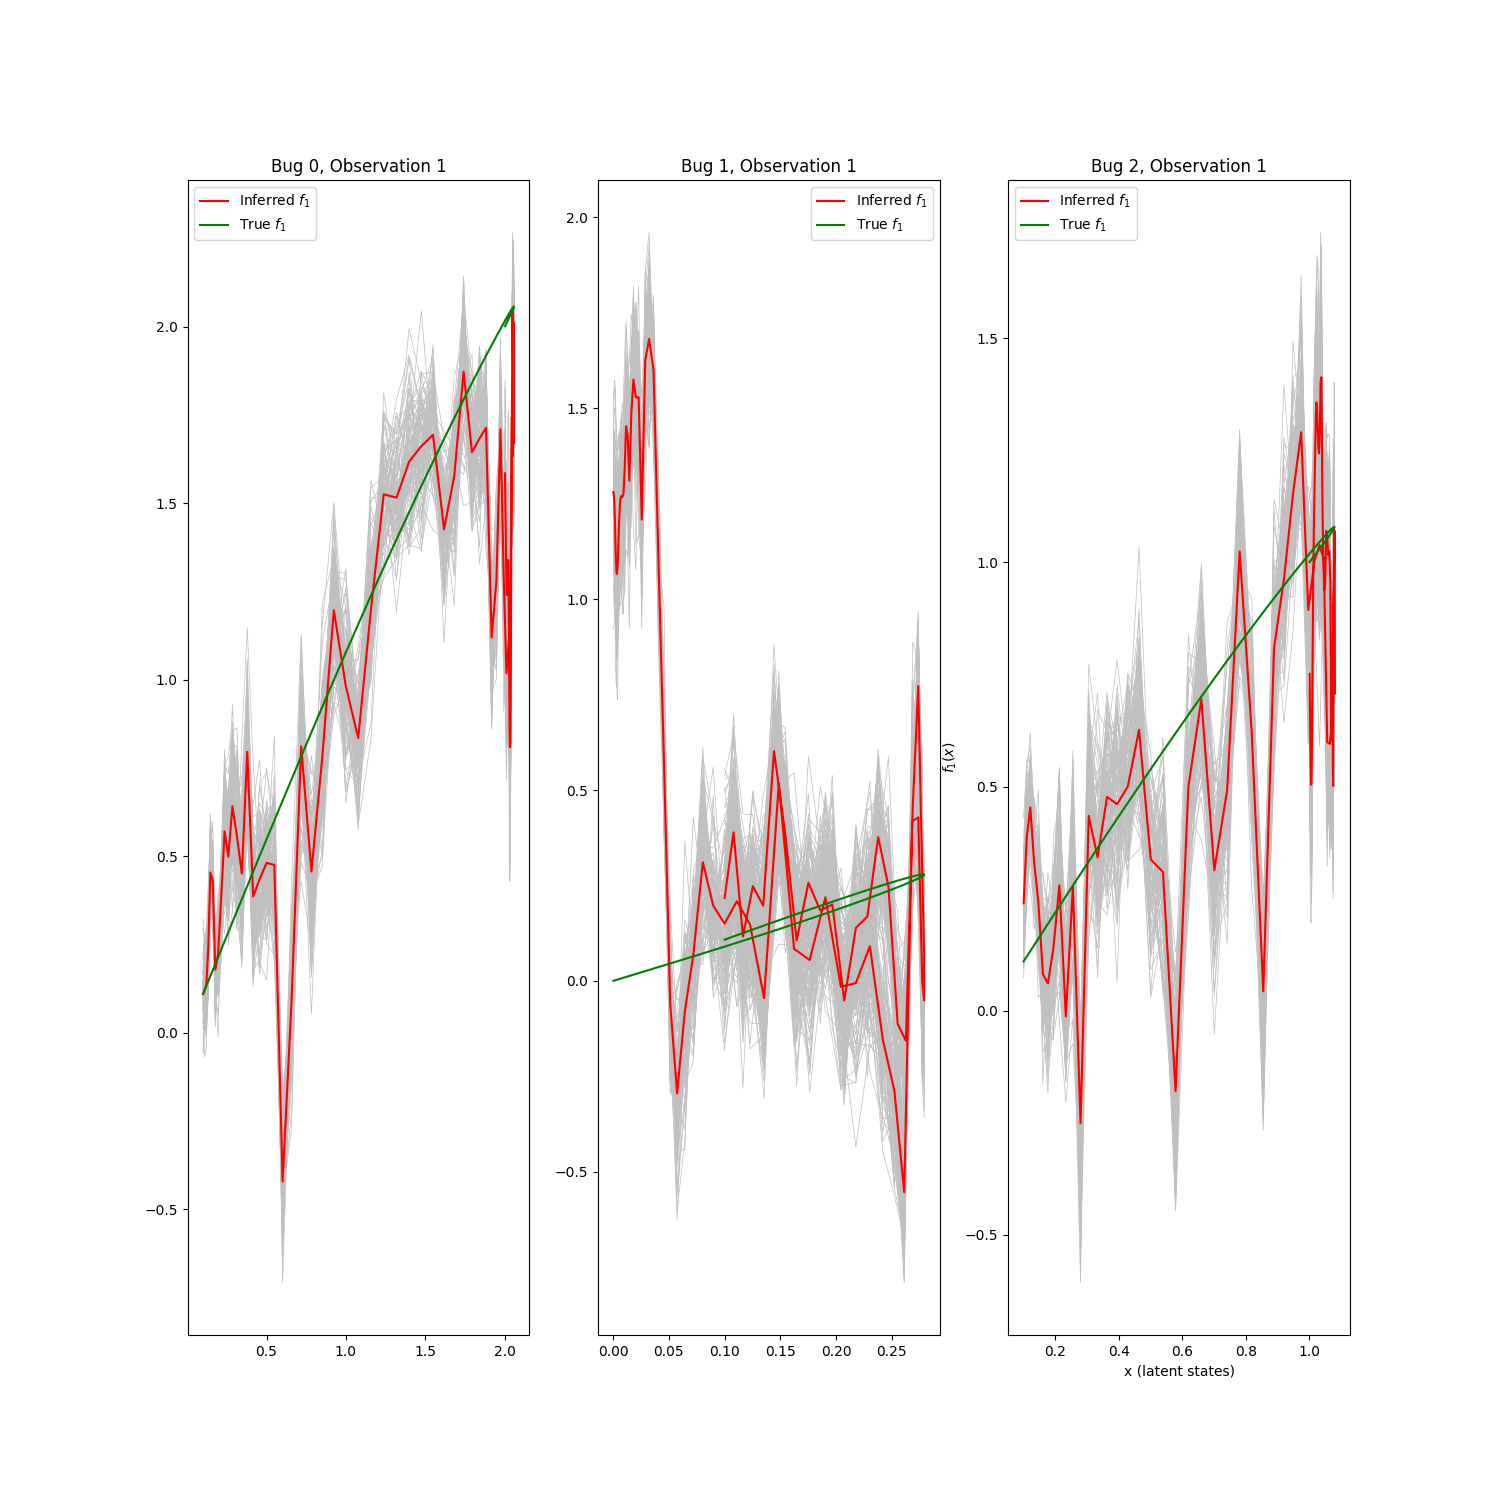 Bug 0, Observation 1
Inferred f₁
True f₁
2.0
1.5
1.0
0.5
0.0
−0.5
0.5 1.0 1.5 2.0
Bug 1, Observation 1
Inferred f₁
True f₁
2.0
1.5
1.0
0.5
0.0
−0.5
0.00 0.05 0.10 0.15 0.20 0.25
Bug 2, Observation 1
Inferred f₁
True f₁
f₁(x)
1.5
1.0
0.5
0.0
−0.5
0.2 0.4 0.6 0.8 1.0
x (latent states)